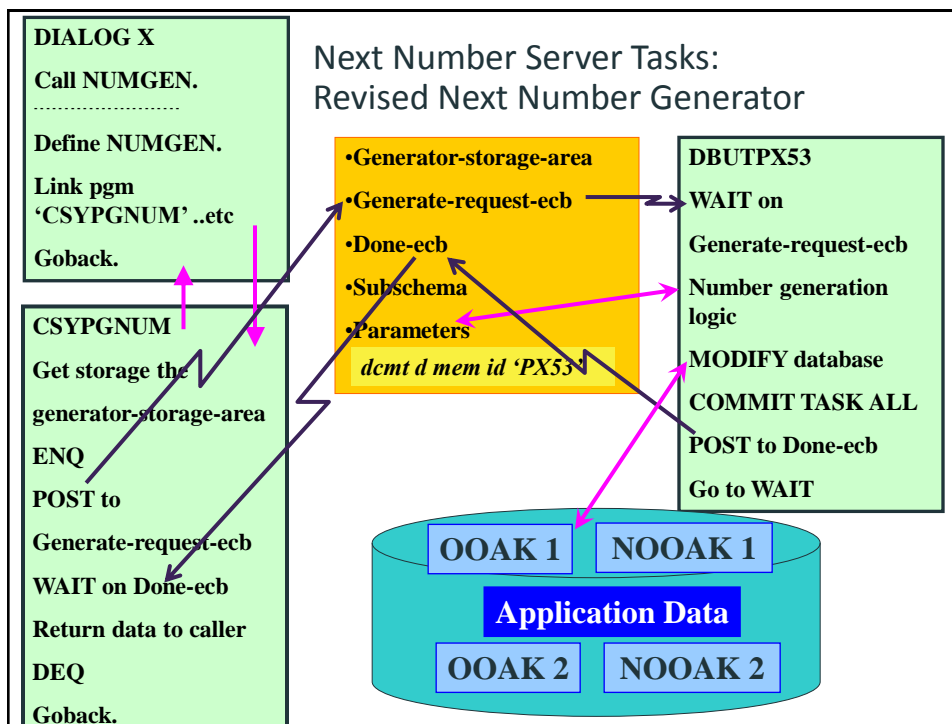 Next Number Server Tasks:
Revised Next Number Generator
DIALOG X
Call NUMGEN.
------------------------
Define NUMGEN.
Link pgm
‘CSYPGNUM’ ..etc
Goback.
CSYPGNUM
Get storage the
generator-storage-area
ENQ
POST to
Generate-request-ecb
WAIT on Done-ecb
Return data to caller
DEQ
Goback.
•Generator-storage-area
•Generate-request-ecb
•Done-ecb
•Subschema
•Parameters
dcmt d mem id ‘PX53’
DBUTPX53
WAIT on
Generate-request-ecb
Number generation
logic
MODIFY database
COMMIT TASK ALL
POST to Done-ecb
Go to WAIT
OOAK 1
NOOAK 1
Application Data
OOAK 2
NOOAK 2